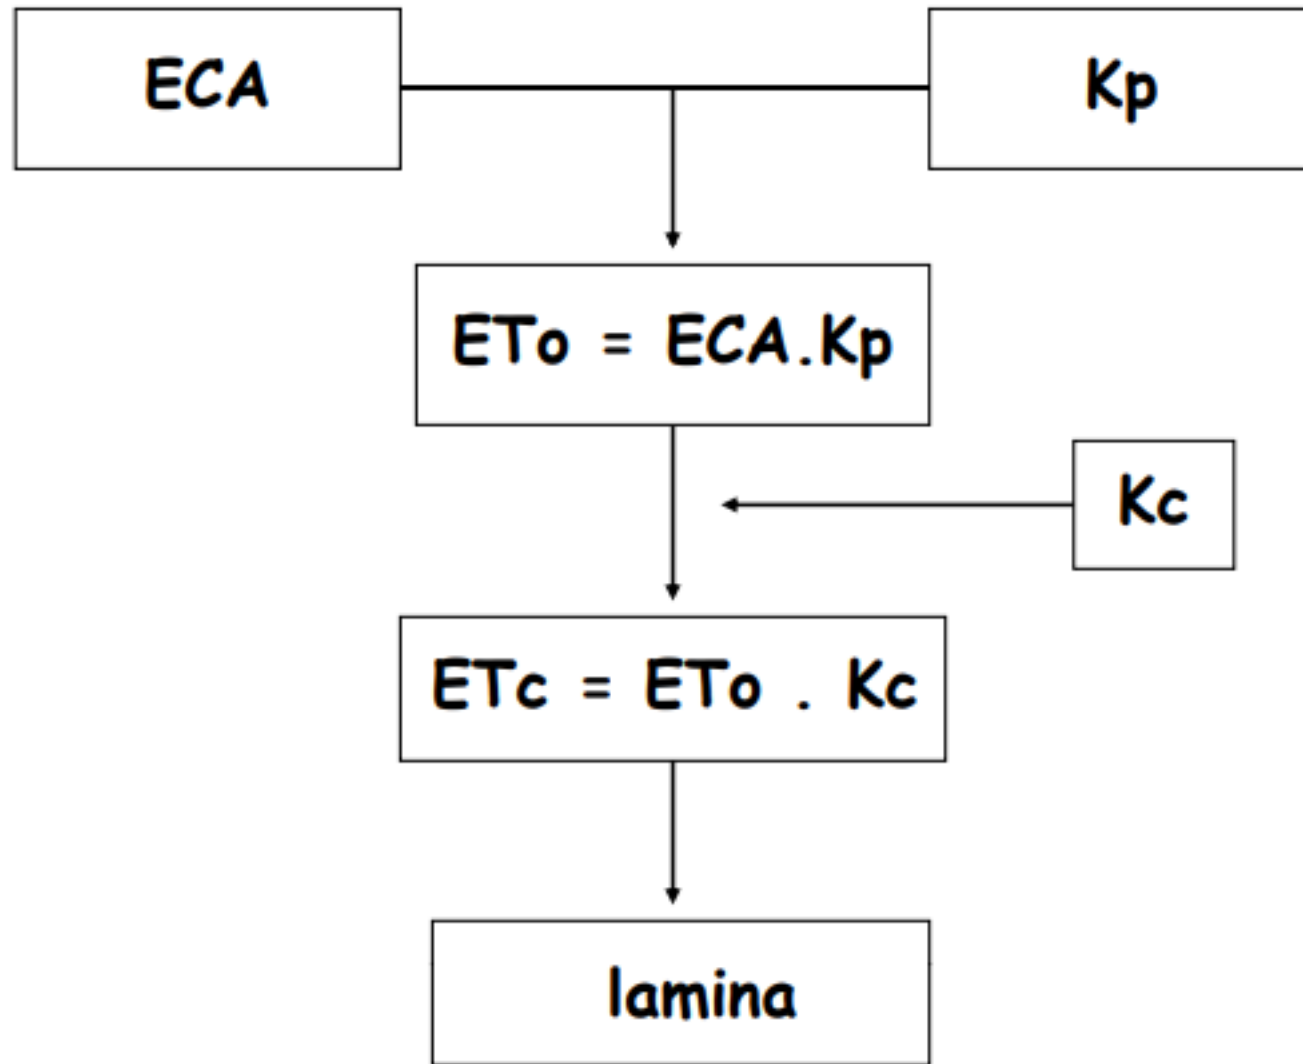 ECA
Kp
ETo = ECA.Kp
Kc
ETc = ETo . Kc
lamina